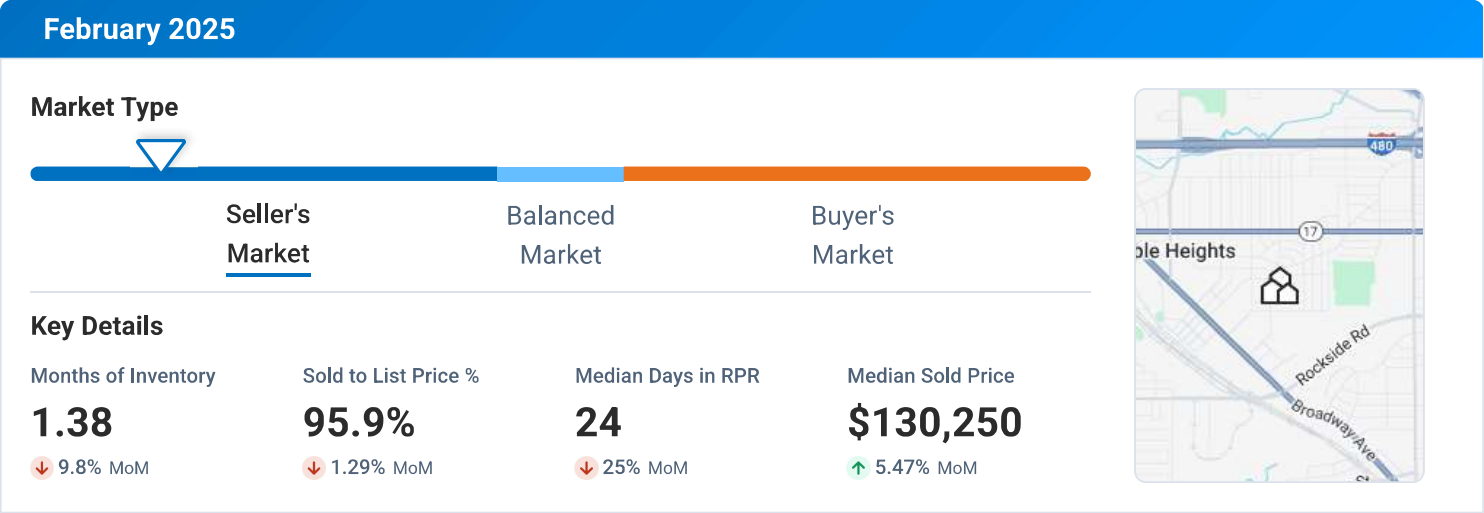 February 2025
Market Type
Seller's
Market
Balanced
Market
Buyer's
Market
Key Details
Months of Inventory
1.38
9.8% MoM
Sold to List Price %
95.9%
1.29% MoM
Median Days in RPR
24
25% MoM
Median Sold Price
$130,250
5.47% MoM
480
17
ple Heights
Rockside Rd
Broadway Ave